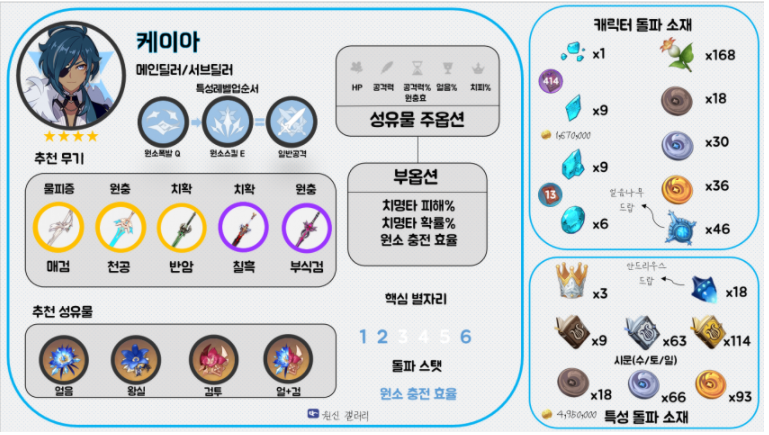 케이아
메인딜러/서브딜러
특성레벨업순서
원소폭발 Q
원소스킬 E
일반공격
추천 무기
물피증
원충
치확
치확
원충
매검
천공
반암
칠흑
부식검
추천 성유물
얼음
왕실
검투
얼+검
HP
공격력
공격력%
원충효
얼음%
치피%
성유물 주옵션
부옵션
치명타 피해%
치명타 확률%
원소 충전 효율
핵심 별자리
1 2 3 4 5 6
돌파 스탯
원소 충전 효율
원신 갤러리
캐릭터 돌파 소재
x1
x168
414
x9
x18
1,670,000
x30
x9
x36
13
얼음나무
드랍
x6
x46
안드리우스
드랍
x3
x18
x9
x63
x114
시문(수/토/일)
x18
x66
x93
4,950,000
특성 돌파 소재